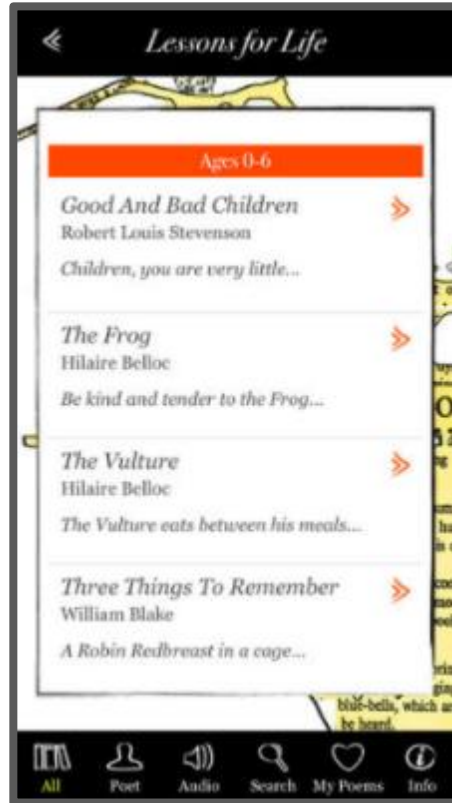 Lessons for Life
Ages 0-6
Good And Bad Children
Robert Louis Stevenson
Children, you are very little...
The Frog
Hilaire Belloc
Be kind and tender to the Frog...
The Vulture
Hilaire Belloc
The Vulture eats between his meals...
Three Things To Remember
William Blake
A Robin Redbreast in a cage...
blue-bells, which
be heard.
All
Poet
Audio
Search
My Poems
Info